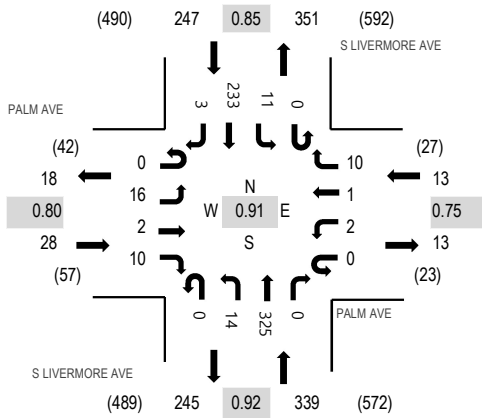 (490) 247 0.85 351 (592)
S LIVERMORE AVE
3 233 11 0
PALM AVE
(42) 0 10 (27)
18 13
16 N 1
0.80 W 0.91 E 0.75
2 S 2
28 13
10 0
(57) (23)
0 14 325 0
PALM AVE
S LIVERMORE AVE
(489) 245 0.92 339 (572)